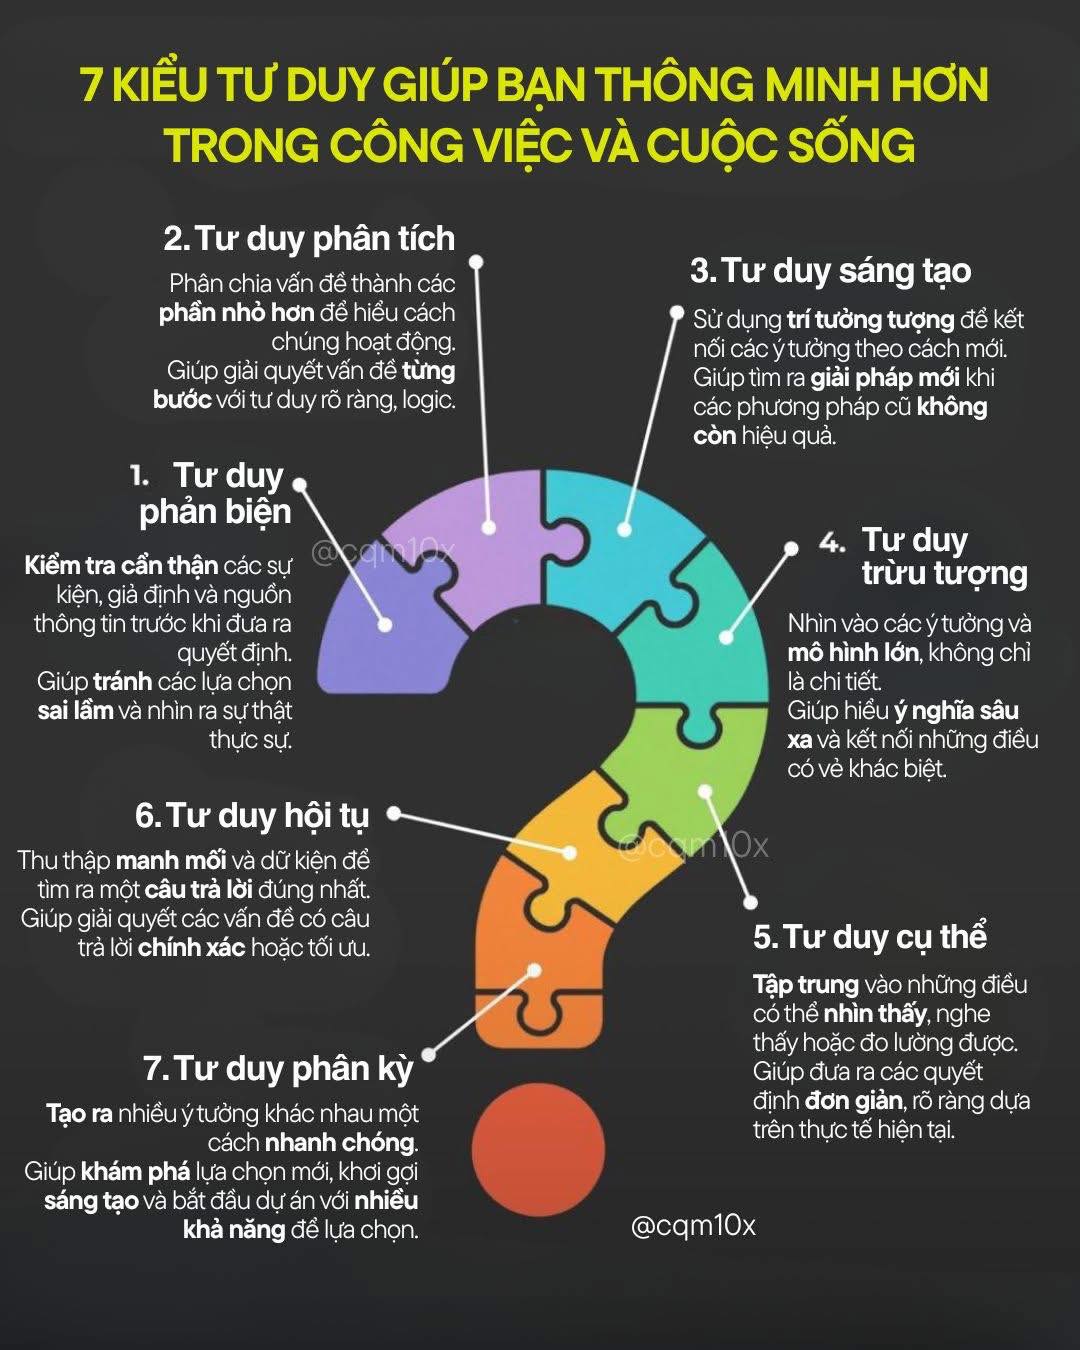 7 KIỂU TƯ DUY GIÚP BẠN THÔNG MINH HƠN
TRONG CÔNG VIỆC VÀ CUỘC SỐNG
1. Tư duy
phản biện
Kiểm tra cẩn thận các sự
kiện, giả định và nguồn
thông tin trước khi đưa ra
quyết định.
Giúp tránh các lựa chọn
sai lầm và nhìn ra sự thật
thực sự.
2. Tư duy phân tích
Phân chia vấn đề thành các
phần nhỏ hơn để hiểu cách
chúng hoạt động.
Giúp giải quyết vấn đề từng
bước với tư duy rõ ràng, logic.
3. Tư duy sáng tạo
Sử dụng trí tưởng tượng để kết
nối các ý tưởng theo cách mới.
Giúp tìm ra giải pháp mới khi
các phương pháp cũ không
còn hiệu quả.
4. Tư duy
trừu tượng
Nhìn vào các ý tưởng và
mô hình lớn, không chỉ
là chi tiết.
Giúp hiểu ý nghĩa sâu
xa và kết nối những điều
có vẻ khác biệt.
5. Tư duy cụ thể
Tập trung vào những điều
có thể nhìn thấy, nghe
thấy hoặc đo lường được.
Giúp đưa ra các quyết
định đơn giản, rõ ràng dựa
trên thực tế hiện tại.
6. Tư duy hội tụ
Thu thập manh mối và dữ kiện để
tìm ra một câu trả lời đúng nhất.
Giúp giải quyết các vấn đề có câu
trả lời chính xác hoặc tối ưu.
7. Tư duy phân kỳ
Tạo ra nhiều ý tưởng khác nhau một
cách nhanh chóng.
Giúp khám phá lựa chọn mới, khơi gợi
sáng tạo và bắt đầu dự án với nhiều
khả năng để lựa chọn.
@cqm10x
@cqm10x
@cqm10x